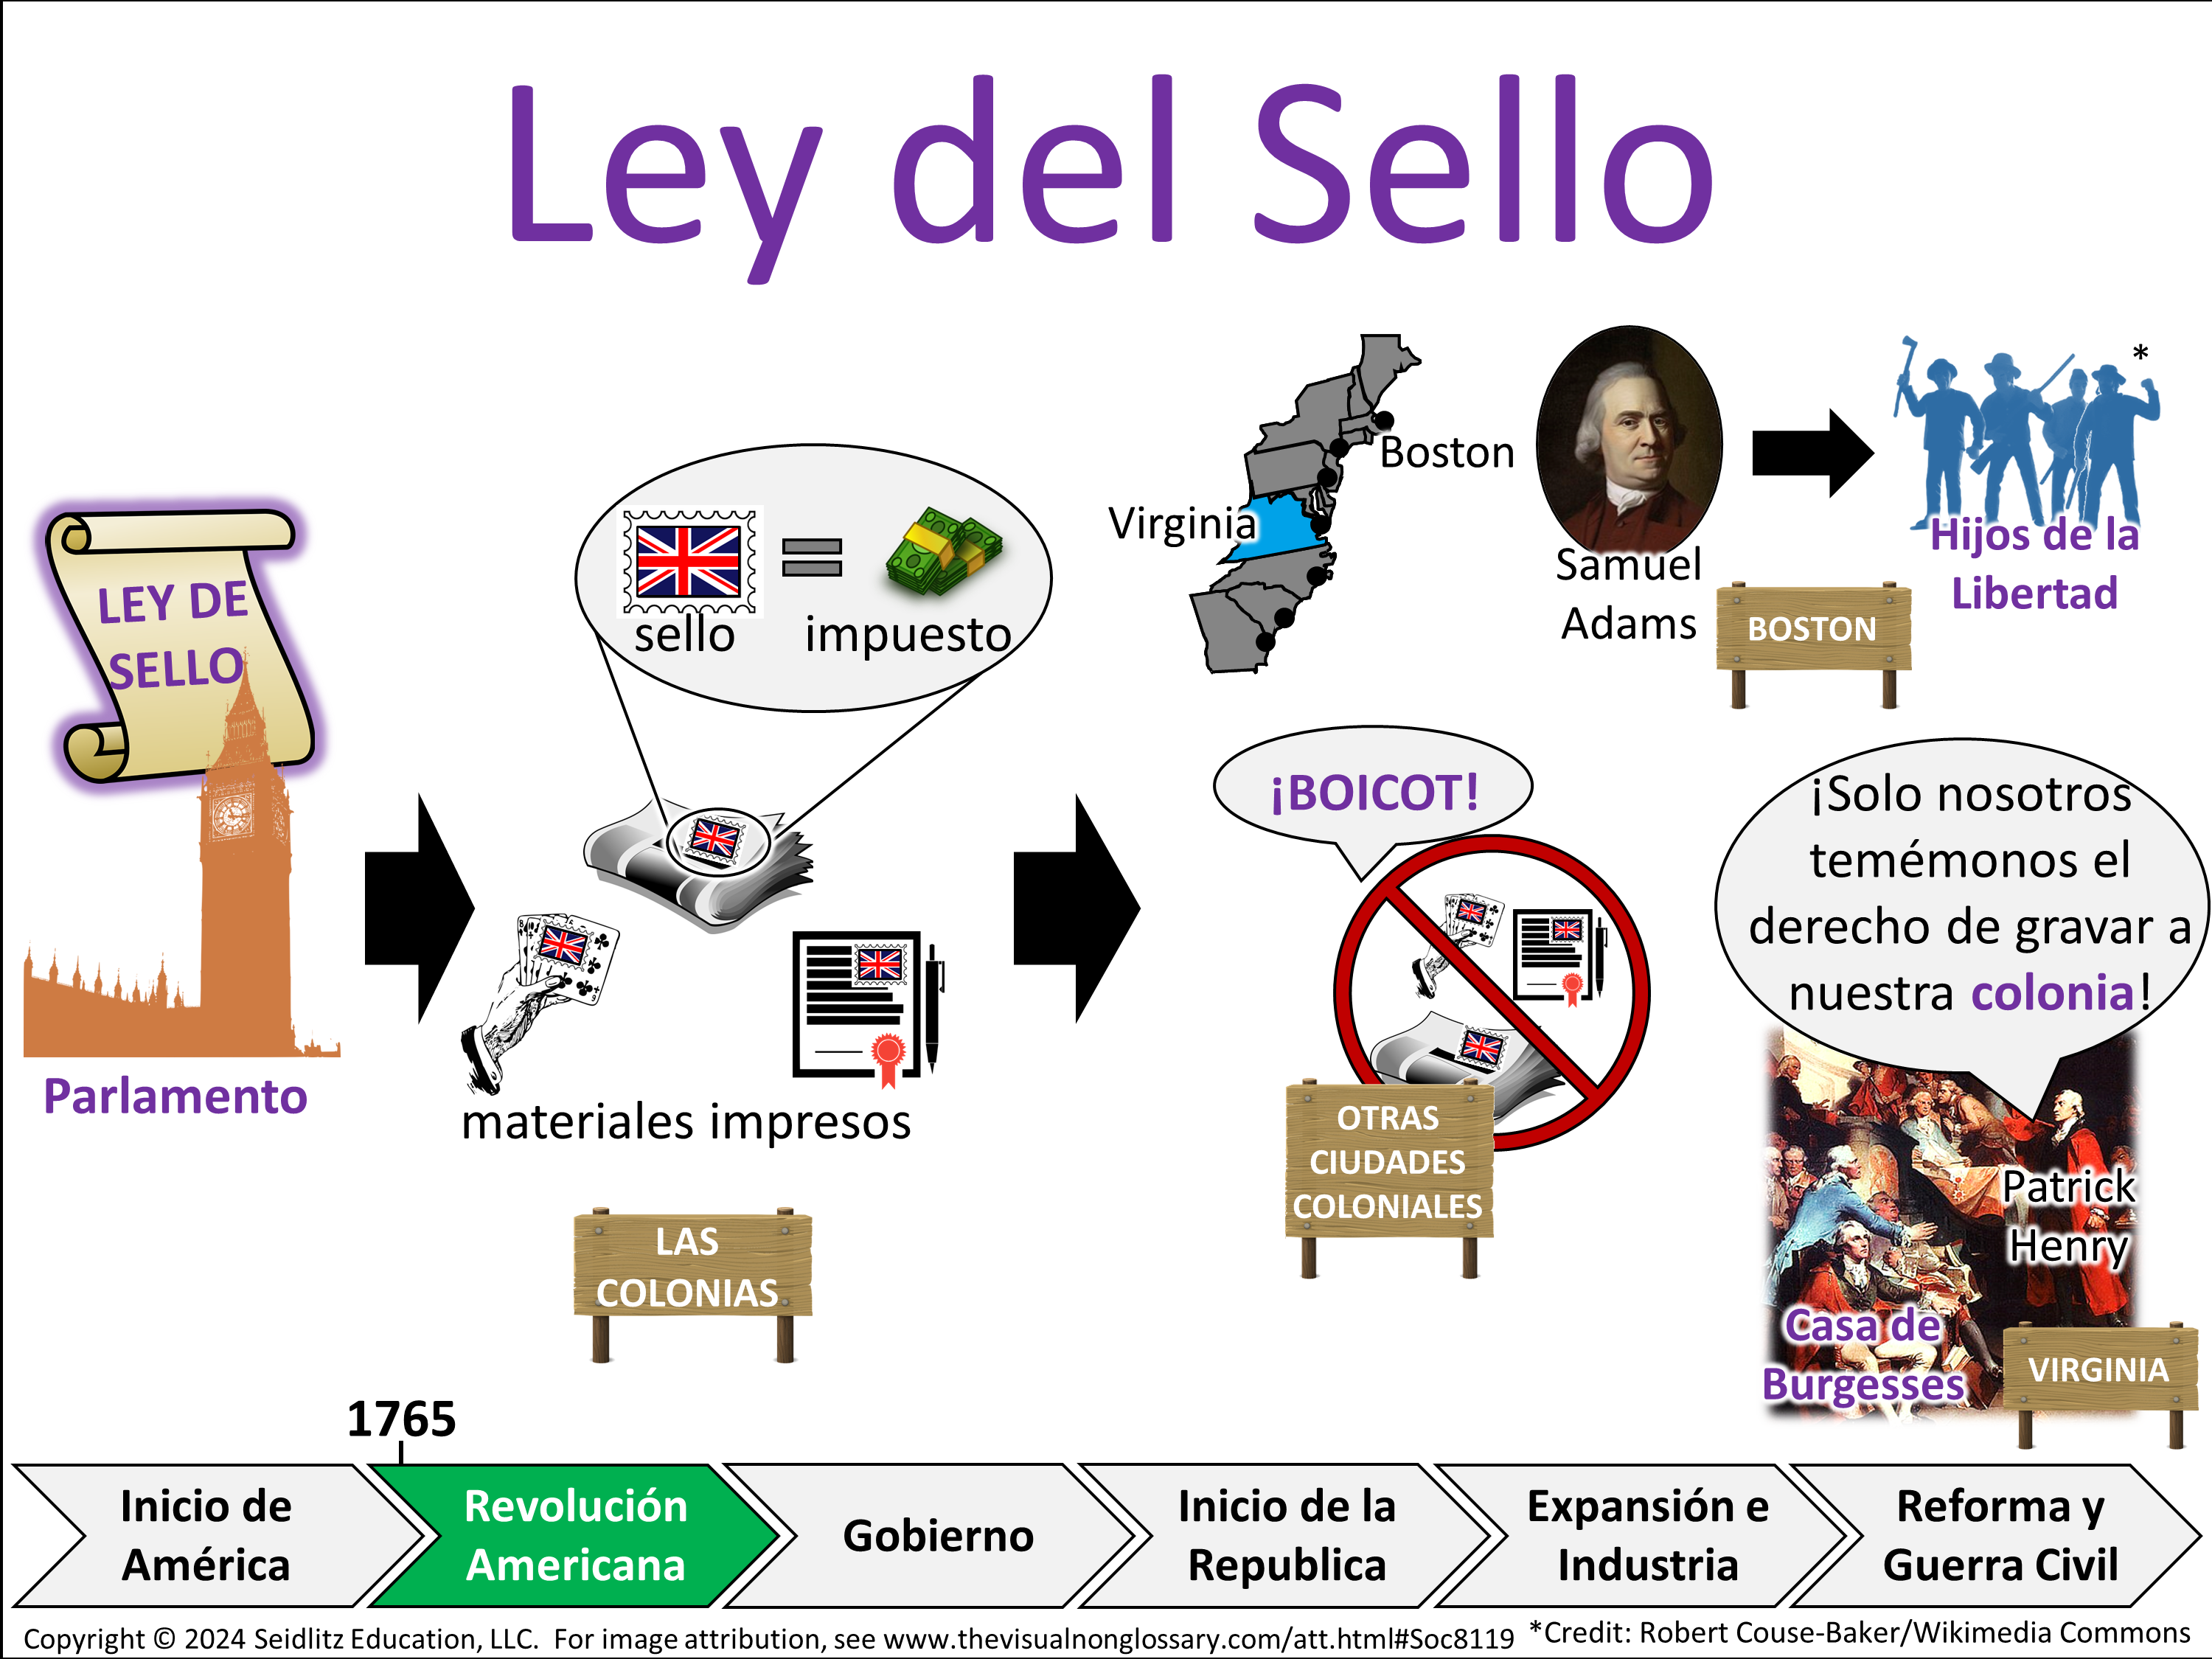 Ley del Sello
LEY DE
SELLO
Parlamento
sello
impuesto
materiales impresos
LAS
COLONIAS
Virginia
Boston
Samuel
Adams
BOSTON
*
Hijos de la
Libertad
¡BOICOT!
OTRAS
CIUDADES
COLONIALES
¡Solo nosotros
temémonos el
derecho de gravar a
nuestra colonia!
Patrick
Henry
Casa de
Burgesses
VIRGINIA
1765
Inicio de
América
Revolución
Americana
Gobierno
Inicio de la
Republica
Expansión e
Industria
Reforma y
Guerra Civil
Copyright © 2024 Seidlitz Education, LLC. For image attribution, see www.thevisualnonglossary.com/att.html#Soc8119
*Credit: Robert Couse-Baker/Wikimedia Commons